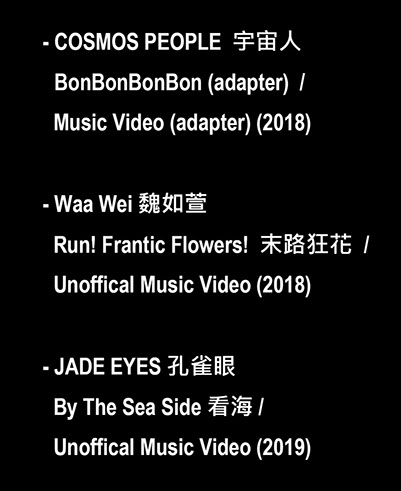 - COSMOS PEOPLE 宇宙人
BonBonBonBon (adapter) /
Music Video (adapter) (2018)
- Waa Wei 魏如萱
Run! Frantic Flowers! 末路狂花 /
Unoffical Music Video (2018)
- JADE EYES 孔雀眼
By The Sea Side 看海 /
Unoffical Music Video (2019)